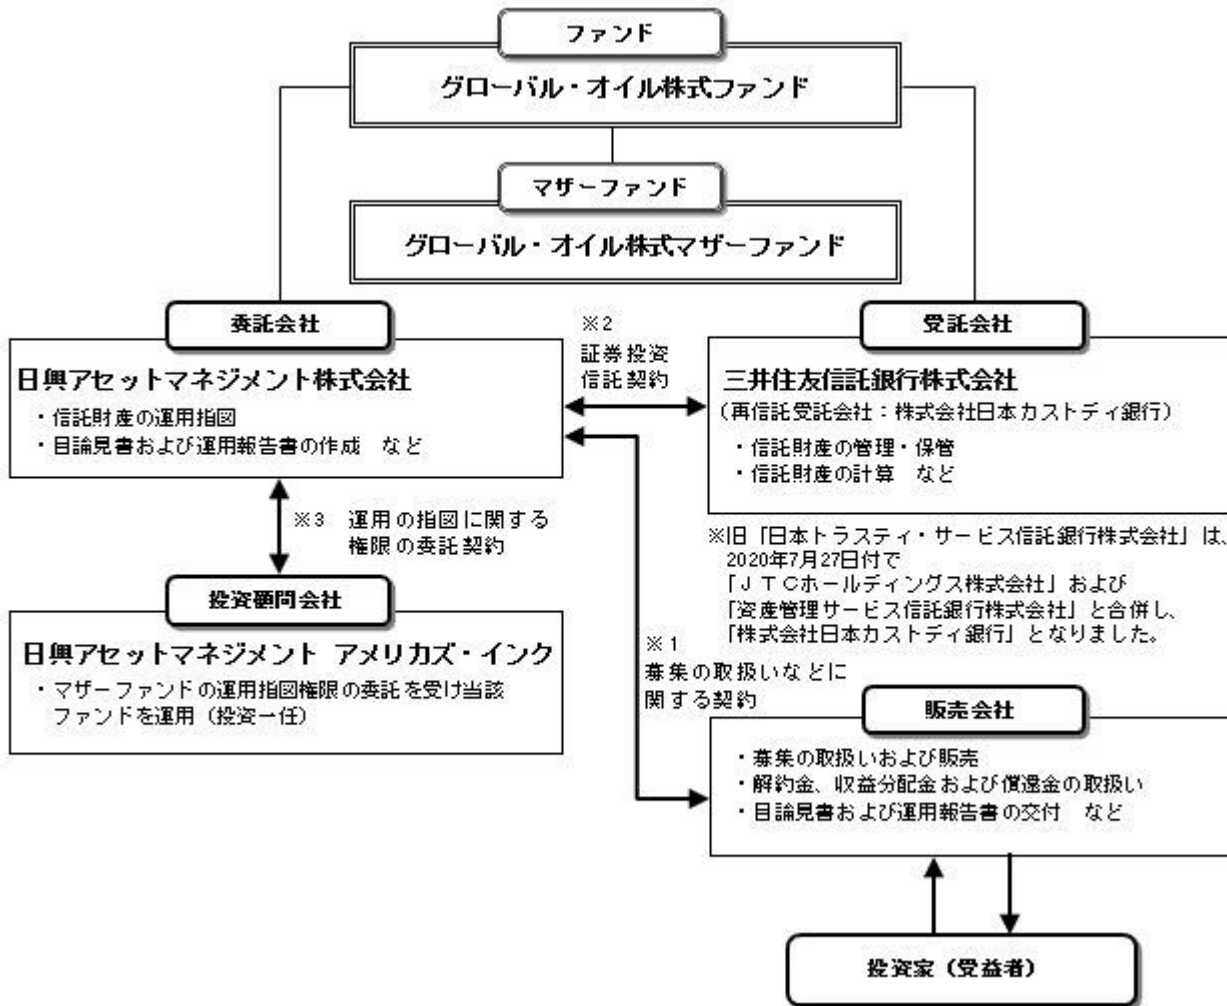 ファンド
グローバル・オイル株式ファンド
マザーファンド
グローバル・オイル株式マザーファンド
委託会社
日興アセットマネジメント株式会社
・信託財産の運用指図
・目論見書および運用報告書の作成 など
※2
証券投資
信託契約
受託会社
三井住友信託銀行株式会社
（再信託受託会社：株式会社日本カストディ銀行）
・信託財産の管理・保管
・信託財産の計算 など
※旧「日本トラスティ・サービス信託銀行株式会社」は、
2020年7月27日付で
「JTCホールディングス株式会社」および
「資産管理サービス信託銀行株式会社」と合併し、
「株式会社日本カストディ銀行」となりました。
※3 運用の指図に関する
権限の委託契約
投資顧問会社
日興アセットマネジメント アメリカズ・インク
・マザーファンドの運用指図権限の委託を受け当該
ファンドを運用（投資一任）
※1
募集の取扱いなどに
関する契約
販売会社
・募集の取扱いおよび販売
・解約金、収益分配金および償還金の取扱い
・目論見書および運用報告書の交付 など
投資家（受益者）